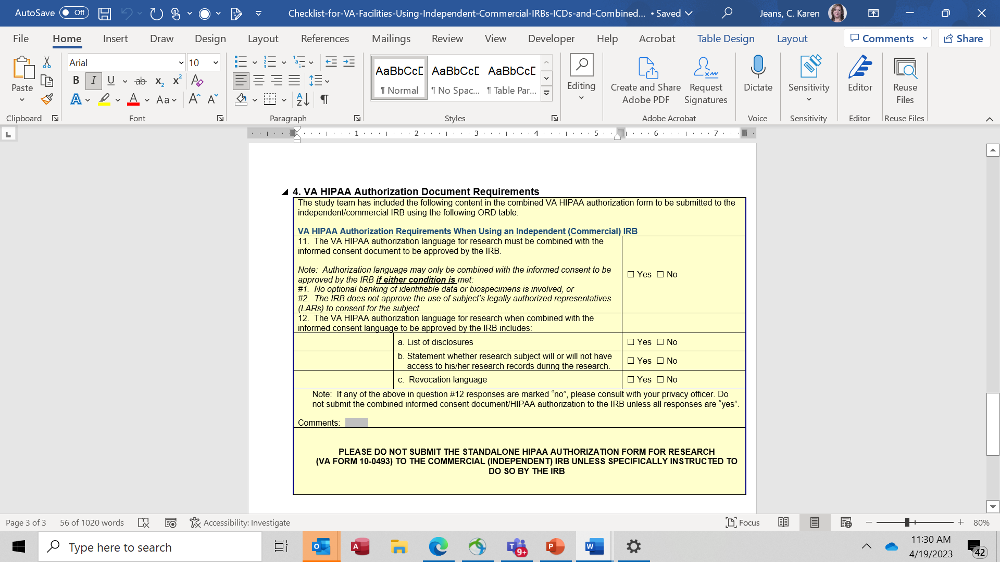 AutoSave Off
Checklist-for-VA-Facilities-Using-Independent-Commercial-IRBs-ICDs-and-Combined... • Saved
Jeans, C. Karen
File Home Insert Draw Design Layout References Mailings Review View Developer Help Acrobat Table Design Layout Comments Share
Paste
Arial 10
AaBbCcD AaBbCcD AaBbCcD
¶ Normal ¶ No Spac... ¶ Table Par...
Editing
Create and Share Adobe PDF
Request Signatures
Dictate
Sensitivity
Editor
Reuse Files
Clipboard Font Paragraph Styles Adobe Acrobat Voice Sensitivity Editor Reuse Files
1 2 3 4 5 6 7
4. VA HIPAA Authorization Document Requirements
The study team has included the following content in the combined VA HIPAA authorization form to be submitted to the
independent/commercial IRB using the following ORD table:
VA HIPAA Authorization Requirements When Using an Independent (Commercial) IRB
11. The VA HIPAA authorization language for research must be combined with the
informed consent document to be approved by the IRB.
Note: Authorization language may only be combined with the informed consent to be
approved by the IRB if either condition is met:
#1. No optional banking of identifiable data or biospecimens is involved, or
#2. The IRB does not approve the use of subject's legally authorized representatives
(LARs) to consent for the subject.
☐ Yes ☐ No
12. The VA HIPAA authorization language for research when combined with the
informed consent language to be approved by the IRB includes:
a. List of disclosures ☐ Yes ☐ No
b. Statement whether research subject will or will not have
access to his/her research records during the research.
☐ Yes ☐ No
c. Revocation language ☐ Yes ☐ No
Note: If any of the above in question #12 responses are marked “no”, please consult with your privacy officer. Do
not submit the combined informed consent document/HIPAA authorization to the IRB unless all responses are “yes”.
Comments:
PLEASE DO NOT SUBMIT THE STANDALONE HIPAA AUTHORIZATION FORM FOR RESEARCH
(VA FORM 10-0493) TO THE COMMERCIAL (INDEPENDENT) IRB UNLESS SPECIFICALLY INSTRUCTED TO
DO SO BY THE IRB
Page 3 of 3 56 of 1020 words Accessibility: Investigate Focus 80%
Type here to search
9+
11:30 AM
4/19/2023
42